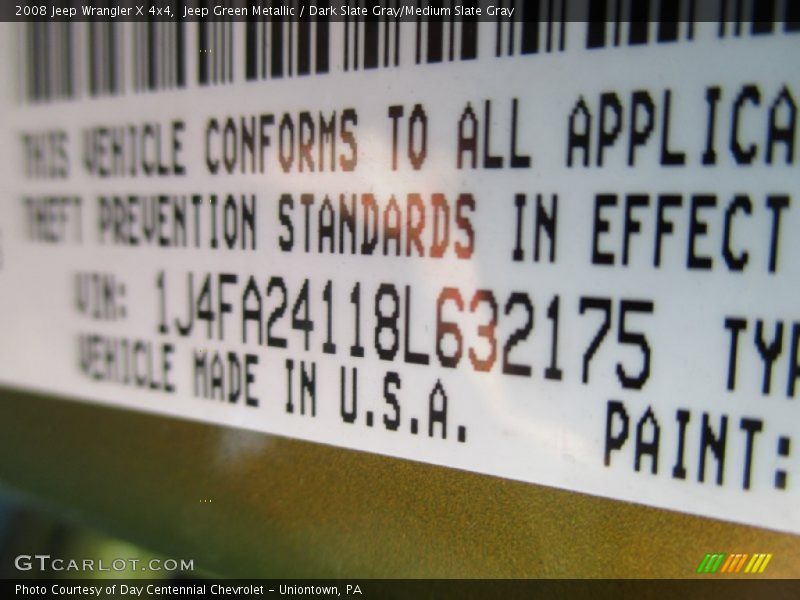 2008 Jeep Wrangler X 4x4, Jeep Green Metallic / Dark Slate Gray/Medium Slate Gray
THIS VEHICLE CONFORMS TO ALL APPLICA
THEFT PREVENTION STANDARDS IN EFFECT
VIN: 1J4FA24118L632175 TYP
VEHICLE MADE IN U.S.A.
PAINT:
GTCARLOT.COM
Photo Courtesy of Day Centennial Chevrolet - Uniontown, PA